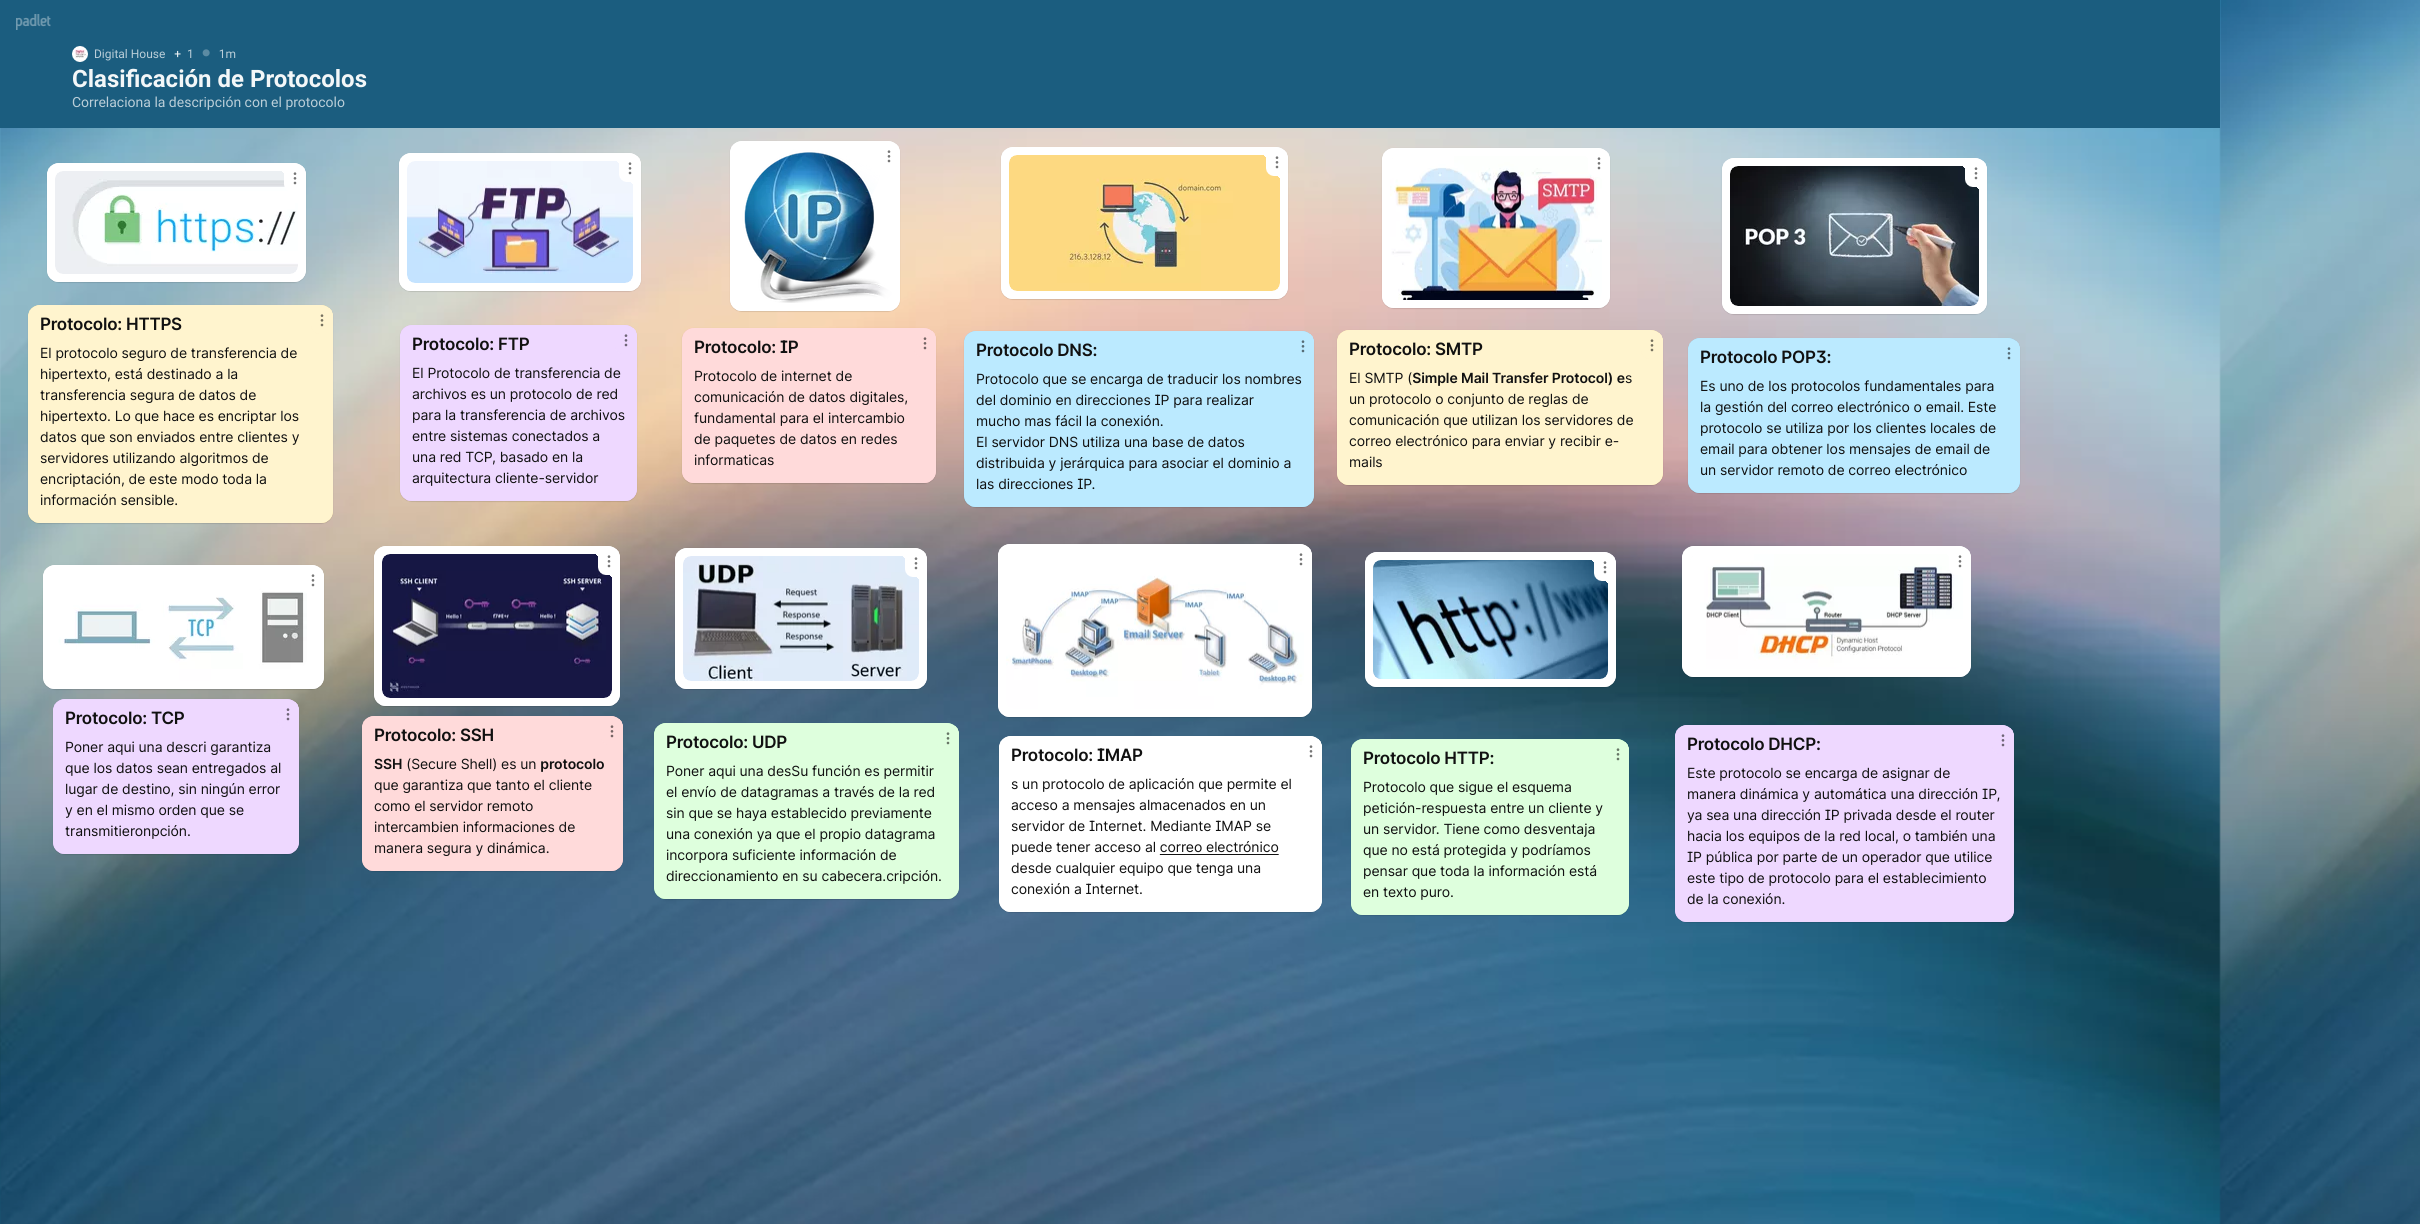 padlet
Digital House + 1 1m
Clasificación de Protocolos
Correlaciona la descripción con el protocolo
https://
Protocolo: HTTPS
El protocolo seguro de transferencia de
hipertexto, está destinado a la
transferencia segura de datos de
hipertexto. Lo que hace es encriptar los
datos que son enviados entre clientes y
servidores utilizando algoritmos de
encriptación, de este modo toda la
información sensible.
FTP
Protocolo: FTP
El Protocolo de transferencia de
archivos es un protocolo de red
para la transferencia de archivos
entre sistemas conectados a
una red TCP, basado en la
arquitectura cliente-servidor
IP
Protocolo: IP
Protocolo de internet de
comunicación de datos digitales,
fundamental para el intercambio
de paquetes de datos en redes
informaticas
domain.com
216.3.128.12
Protocolo DNS:
Protocolo que se encarga de traducir los nombres
del dominio en direcciones IP para realizar
mucho mas fácil la conexión.
El servidor DNS utiliza una base de datos
distribuida y jerárquica para asociar el dominio a
las direcciones IP.
SMTP
Protocolo: SMTP
El SMTP (Simple Mail Transfer Protocol) es
un protocolo o conjunto de reglas de
comunicación que utilizan los servidores de
correo electrónico para enviar y recibir e-
mails
POP 3
Protocolo POP3:
Es uno de los protocolos fundamentales para
la gestión del correo electrónico o email. Este
protocolo se utiliza por los clientes locales de
email para obtener los mensajes de email de
un servidor remoto de correo electrónico
TCP
Protocolo: TCP
Poner aqui una descri garantiza
que los datos sean entregados al
lugar de destino, sin ningún error
y en el mismo orden que se
transmitieronpción.
SSH CLIENT
SSH SERVER
Hello !
Hello !
Protocolo: SSH
SSH (Secure Shell) es un protocolo
que garantiza que tanto el cliente
como el servidor remoto
intercambien informaciones de
manera segura y dinámica.
UDP
Request
Response
Response
Client
Server
Protocolo: UDP
Poner aqui una desSu función es permitir
el envío de datagramas a través de la red
sin que se haya establecido previamente
una conexión ya que el propio datagrama
incorpora suficiente información de
direccionamiento en su cabecera.cripción.
IMAP
IMAP
IMAP
IMAP
Email Server
SmartPhone
Desktop PC
Tablet
Desktop PC
Protocolo: IMAP
s un protocolo de aplicación que permite el
acceso a mensajes almacenados en un
servidor de Internet. Mediante IMAP se
puede tener acceso al correo electrónico
desde cualquier equipo que tenga una
conexión a Internet.
http://www
Protocolo HTTP:
Protocolo que sigue el esquema
petición-respuesta entre un cliente y
un servidor. Tiene como desventaja
que no está protegida y podríamos
pensar que toda la información está
en texto puro.
DHCP Client
Router
DHCP Server
DHCP
Dynamic Host
Configuration Protocol
Protocolo DHCP:
Este protocolo se encarga de asignar de
manera dinámica y automática una dirección IP,
ya sea una dirección IP privada desde el router
hacia los equipos de la red local, o también una
IP pública por parte de un operador que utilice
este tipo de protocolo para el establecimiento
de la conexión.